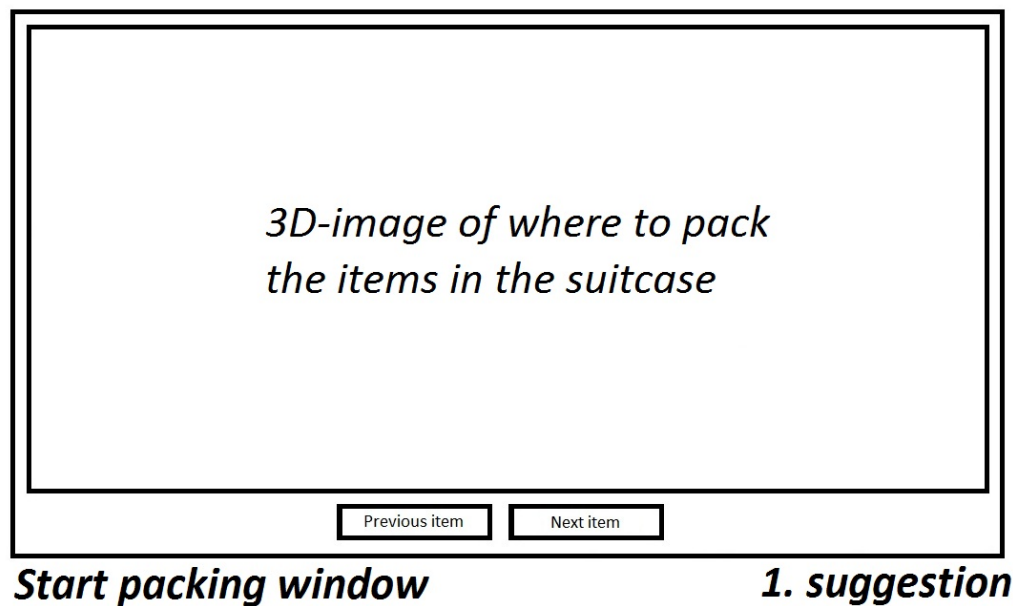 3D-image of where to pack
the items in the suitcase
Previous item
Next item
Start packing window
1. suggestion